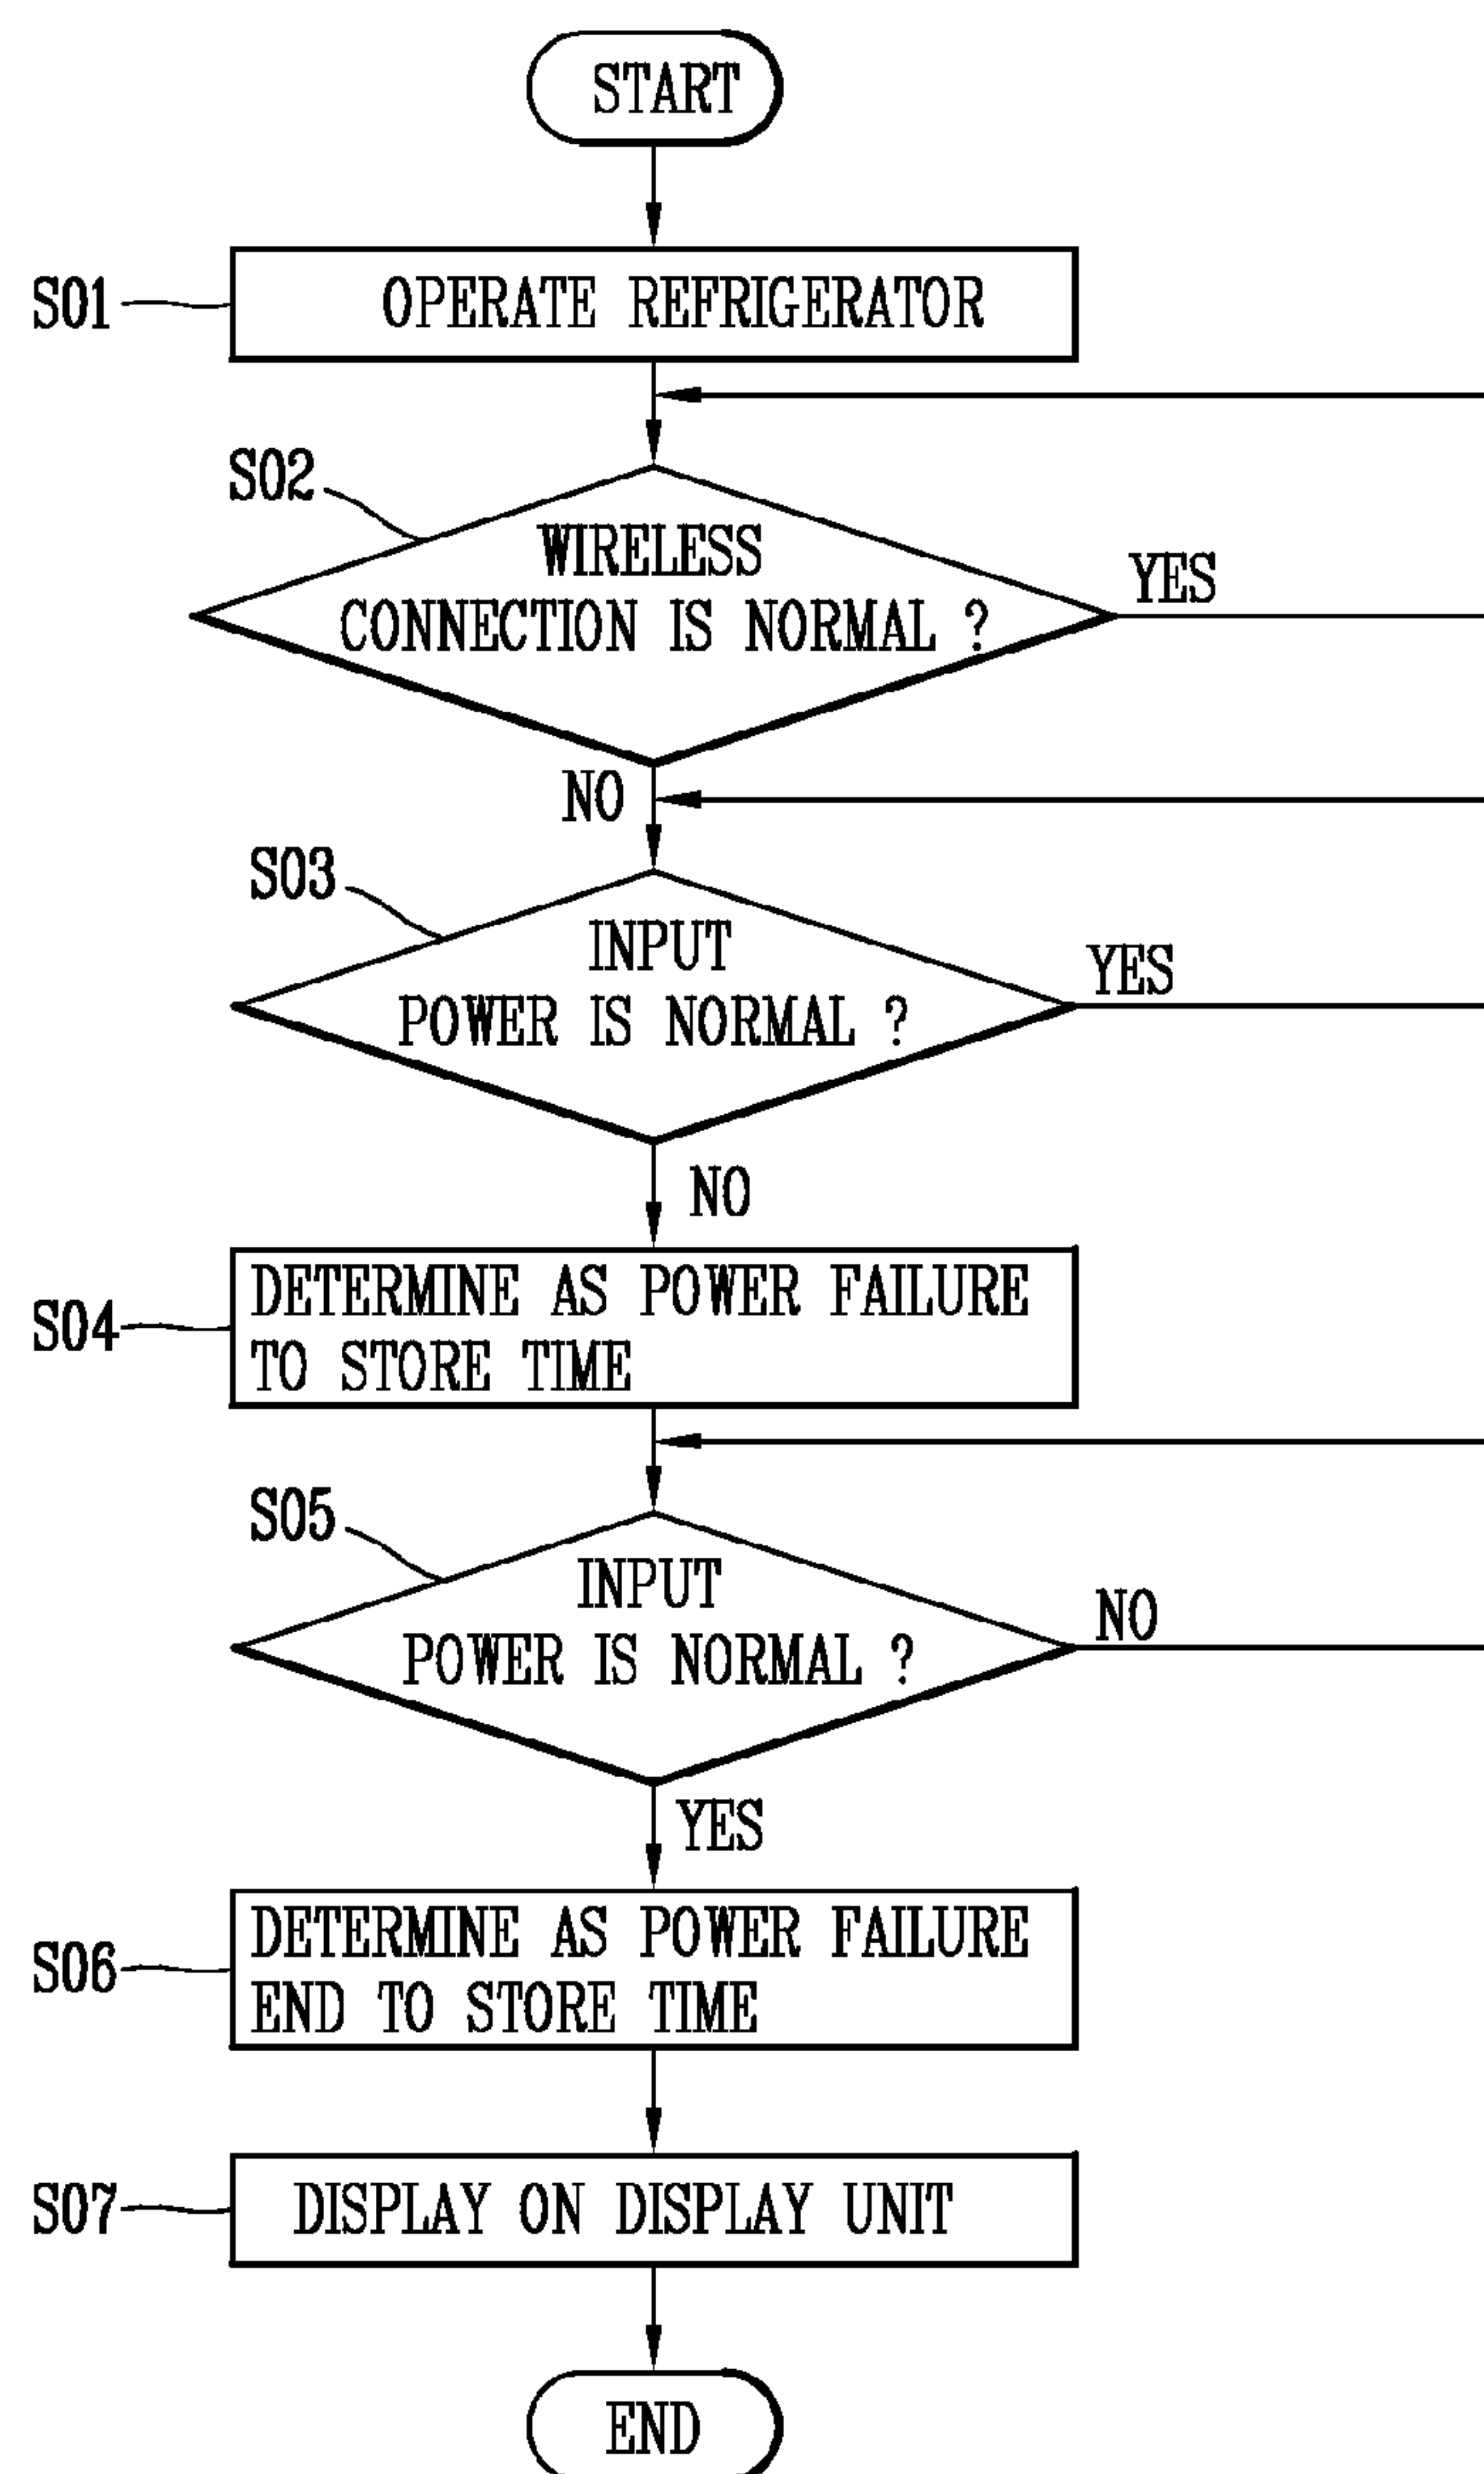 START
S01
OPERATE REFRIGERATOR
S02
WIRELESS
CONNECTION IS NORMAL ?
YES
NO
S03
INPUT
POWER IS NORMAL ?
YES
NO
S04
DETERMINE AS POWER FAILURE
TO STORE TIME
S05
INPUT
POWER IS NORMAL ?
NO
YES
S06
DETERMINE AS POWER FAILURE
END TO STORE TIME
S07
DISPLAY ON DISPLAY UNIT
END